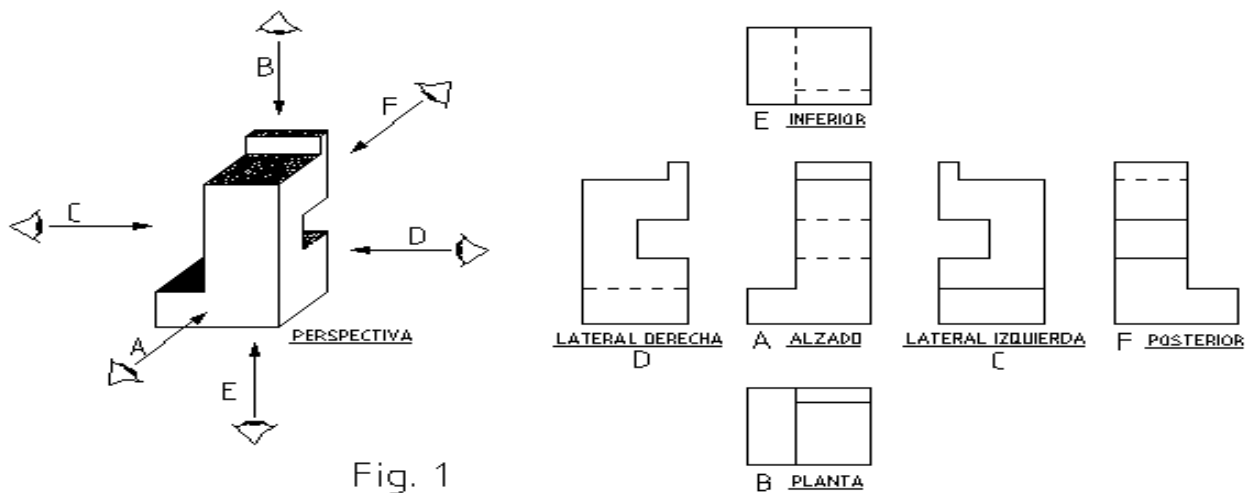 B
F
C
D
A
PERSPECTIVA
E
Fig. 1
E INFERIOR
LATERAL DERECHA
D
A ALZADO
LATERAL IZQUIERDA
C
F POSTERIOR
B PLANTA